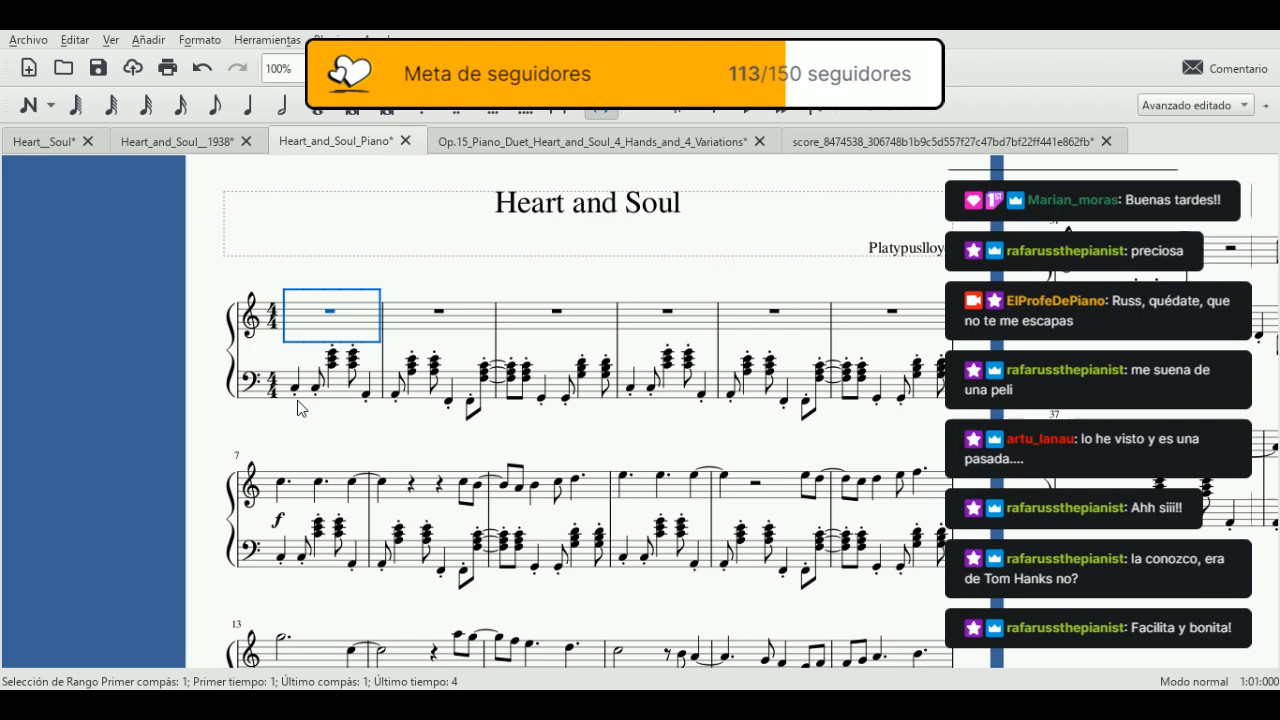 Archivo Editar Ver Añadir Formato Herramientas
Meta de seguidores 113/150 seguidores
100%
Comentario
Avanzado editado
Heart__Soul*
Heart_and_Soul__1938*
Heart_and_Soul_Piano*
Op.15_Piano_Duet_Heart_and_Soul_4_Hands_and_4_Variations*
score_8474538_306748b1b9c5d557f27c47bd7bf22ff441e862fb*
Heart and Soul
Platypuslloy
7
f
13
37
Marian_moras: Buenas tardes!!
rafarussthepianist: preciosa
ElProfeDePiano: Russ, quédate, que
no te me escapas
rafarussthepianist: me suena de
una peli
artu_lanau: lo he visto y es una
pasada....
rafarussthepianist: Ahh siii!!
rafarussthepianist: la conozco, era
de Tom Hanks no?
rafarussthepianist: Facilita y bonita!
Selección de Rango Primer compàs: 1; Primer tiempo: 1; Último compàs: 1; Último tiempo: 4
Modo normal 1:01:000